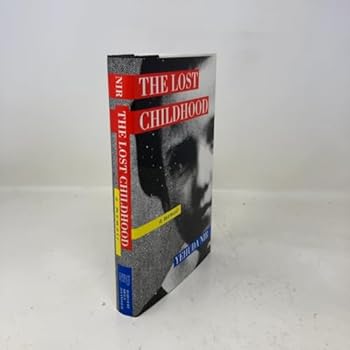 THE LOST
CHILDHOOD
a memoir
YEHUDA NIR
NIR
THE LOST CHILDHOOD